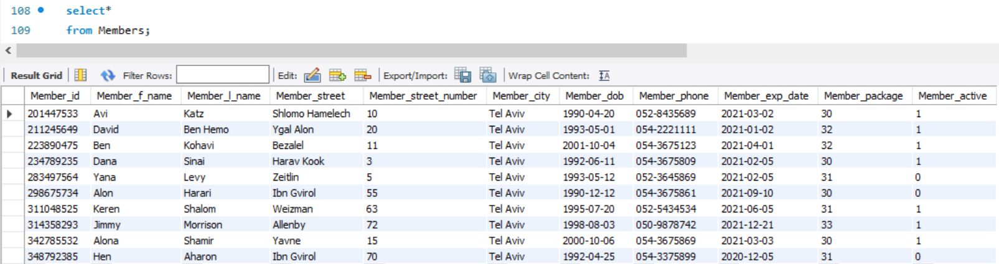 108 select*
109 from Members;
Result Grid Filter Rows: Edit: Export/Import: Wrap Cell Content:
Member_id Member_f_name Member_l_name Member_street Member_street_number Member_city Member_dob Member_phone Member_exp_date Member_package Member_active
201447533 Avi Katz Shlomo Hamelech 10 Tel Aviv 1990-04-20 052-8435689 2021-03-02 30 1
211245649 David Ben Hemo Ygal Alon 20 Tel Aviv 1993-05-01 054-2221111 2021-01-02 32 1
223890475 Ben Kohavi Bezalel 11 Tel Aviv 2001-10-04 054-3675123 2021-04-01 32 1
234789235 Dana Sinai Harav Kook 3 Tel Aviv 1992-06-11 054-3675809 2021-02-05 30 1
283497564 Yana Levy Zeitlin 5 Tel Aviv 1993-05-12 052-3645869 2021-02-05 31 0
298675734 Alon Harari Ibn Gvirol 55 Tel Aviv 1990-12-12 054-3675861 2021-09-10 30 0
311048525 Keren Shalom Weizman 63 Tel Aviv 1995-07-20 052-5434534 2021-06-05 31 1
314358293 Jimmy Morrison Allenby 72 Tel Aviv 1998-08-03 050-9878742 2021-12-21 33 1
342785532 Alona Shamir Yavne 15 Tel Aviv 2000-10-06 054-3675869 2021-03-03 30 1
348792385 Hen Aharon Ibn Gvirol 70 Tel Aviv 1992-04-25 054-3375899 2020-12-05 31 0